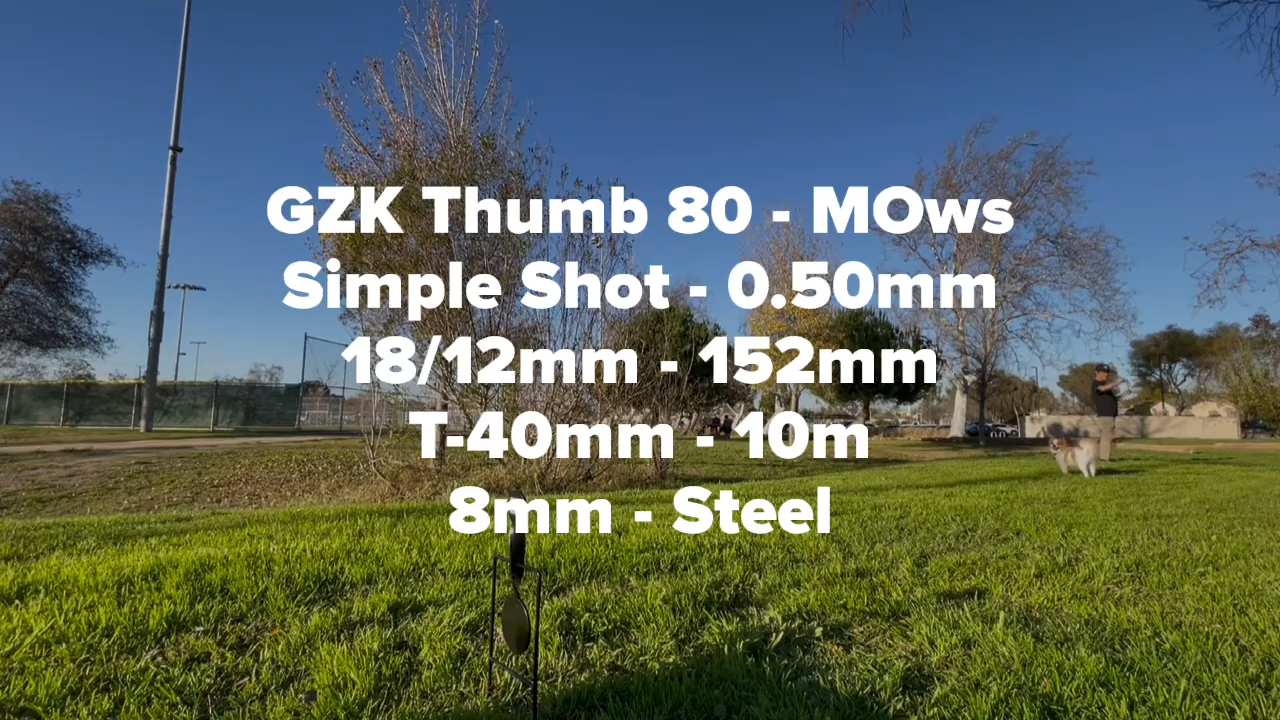 GZK Thumb 80 - MOws
Simple Shot - 0.50mm
18/12mm - 152mm
T-40mm - 10m
8mm - Steel